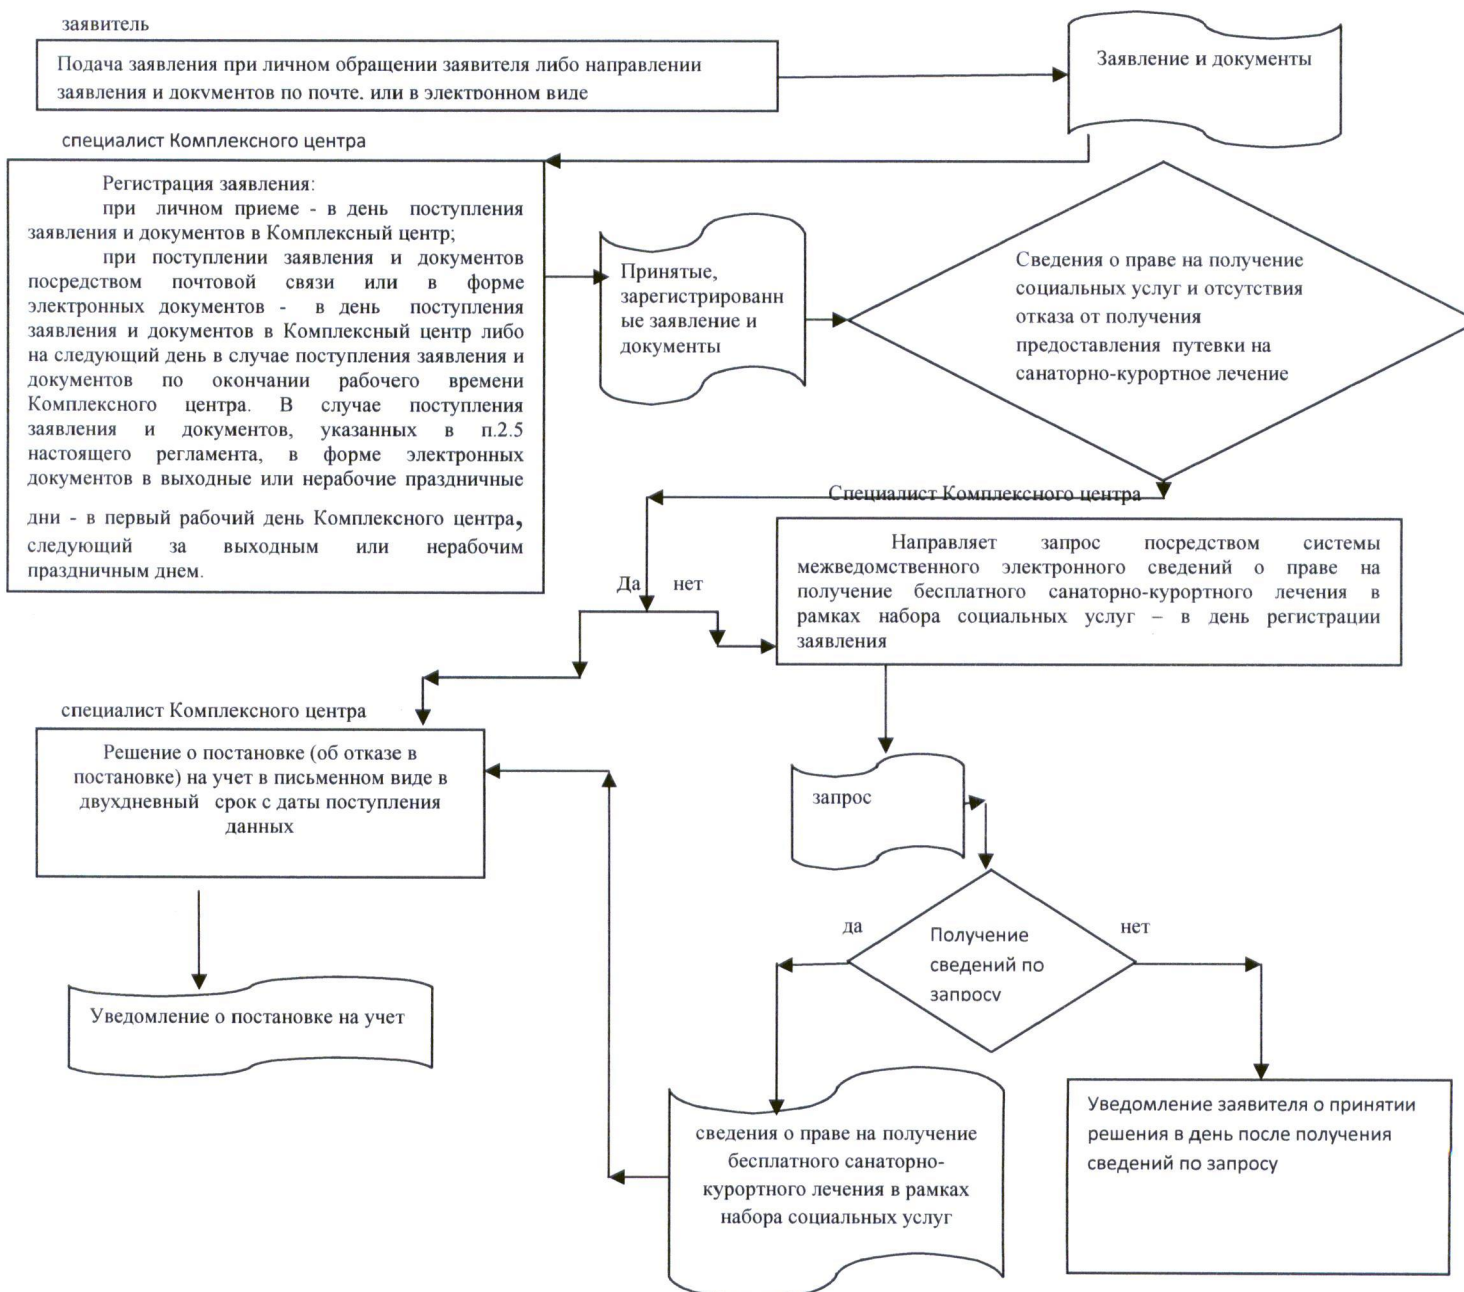 заявитель
Подача заявления при личном обращении заявителя либо направлении
заявления и документов по почте, или в электронном виде
Заявление и документы
специалист Комплексного центра
Регистрация заявления:
при личном приеме - в день поступления
заявления и документов в Комплексный центр;
при поступлении заявления и документов
посредством почтовой связи или в форме
электронных документов - в день поступления
заявления и документов в Комплексный центр либо
на следующий день в случае поступления заявления и
документов по окончании рабочего времени
Комплексного центра. В случае поступления
заявления и документов, указанных в п.2.5
настоящего регламента, в форме электронных
документов в выходные или нерабочие праздничные
дни - в первый рабочий день Комплексного центра,
следующий за выходным или нерабочим
праздничным днем.
Принятые,
зарегистрированн
ые заявление и
документы
Сведения о праве на получение
социальных услуг и отсутствия
отказа от получения
предоставления путевки на
санаторно-курортное лечение
Специалист Комплексного центра
Направляет запрос посредством системы
межведомственного электронного сведений о праве на
получение бесплатного санаторно-курортного лечения в
рамках набора социальных услуг – в день регистрации
заявления
Да нет
специалист Комплексного центра
Решение о постановке (об отказе в
постановке) на учет в письменном виде в
двухдневный срок с даты поступления
данных
запрос
да
Получение
сведений по
запросу
нет
Уведомление о постановке на учет
сведения о праве на получение
бесплатного санаторно-
курортного лечения в рамках
набора социальных услуг
Уведомление заявителя о принятии
решения в день после получения
сведений по запросу